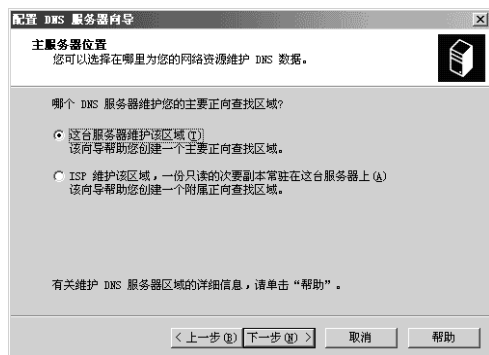 配置 DNS 服务器向导
主服务器位置
您可以选择在哪里为您的网络资源维护 DNS 数据。
哪个 DNS 服务器维护您的主要正向查找区域?
这台服务器维护该区域(T)
该向导帮助您创建一个主要正向查找区域。
ISP 维护该区域，一份只读的次要副本常驻在这台服务器上(A)
该向导帮助您创建一个附属正向查找区域。
有关维护 DNS 服务器区域的详细信息，请单击“帮助”。
< 上一步(B) 下一步(N) > 取消 帮助